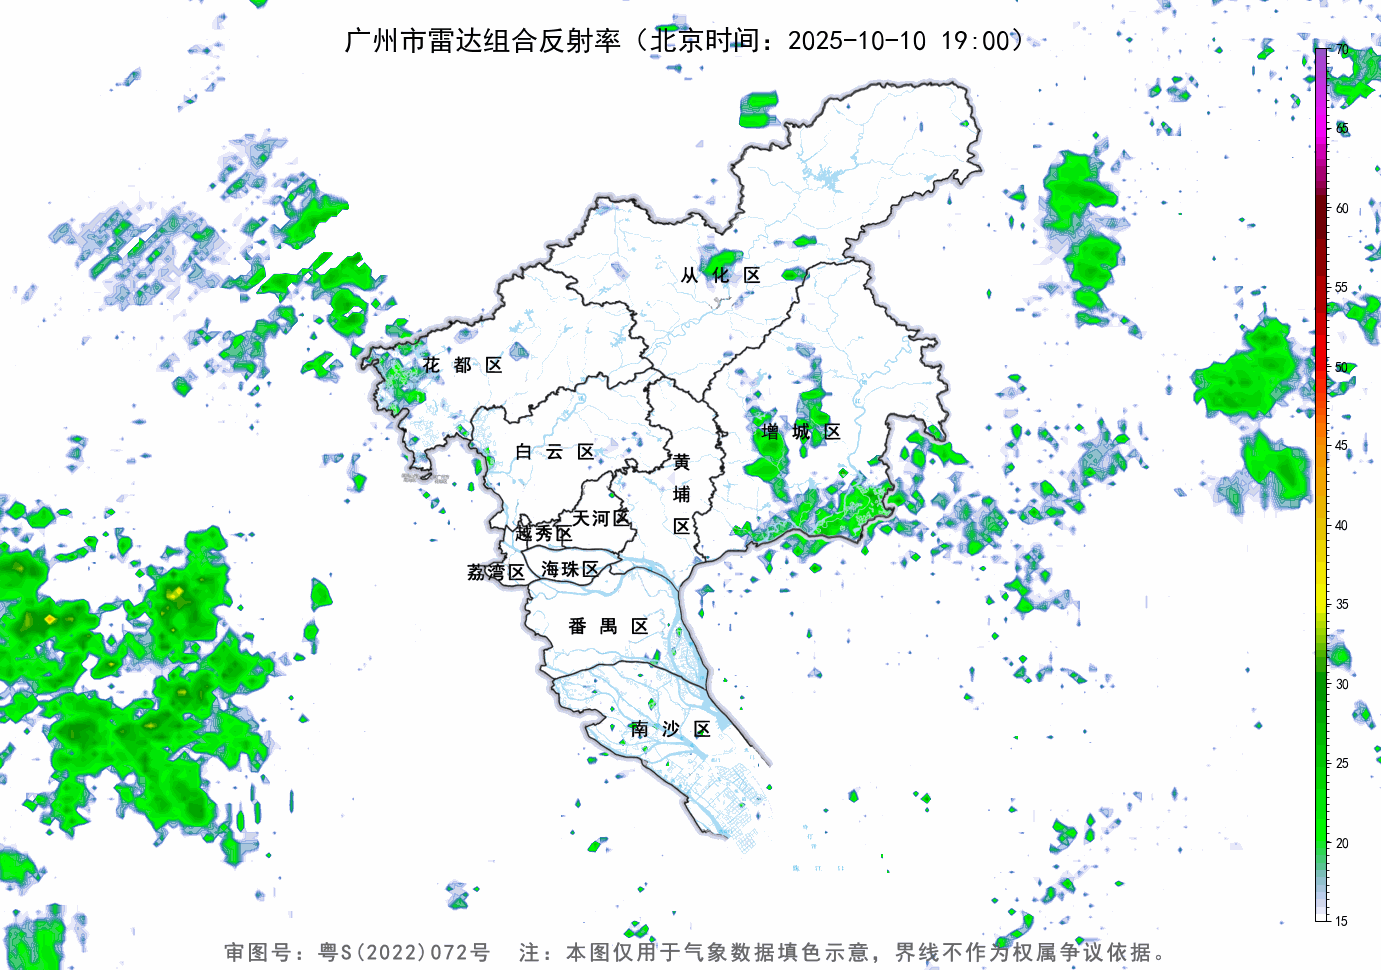 广州市雷达组合反射率（北京时间：2025-10-10 19:00）
70
65
60
55
50
45
40
35
30
25
20
15
从化区
花都区
增城区
白云区
黄埔区
天河区
越秀区
荔湾区
海珠区
番禺区
南沙区
审图号：粤S(2022)072号 注：本图仅用于气象数据填色示意，界线不作为权属争议依据。